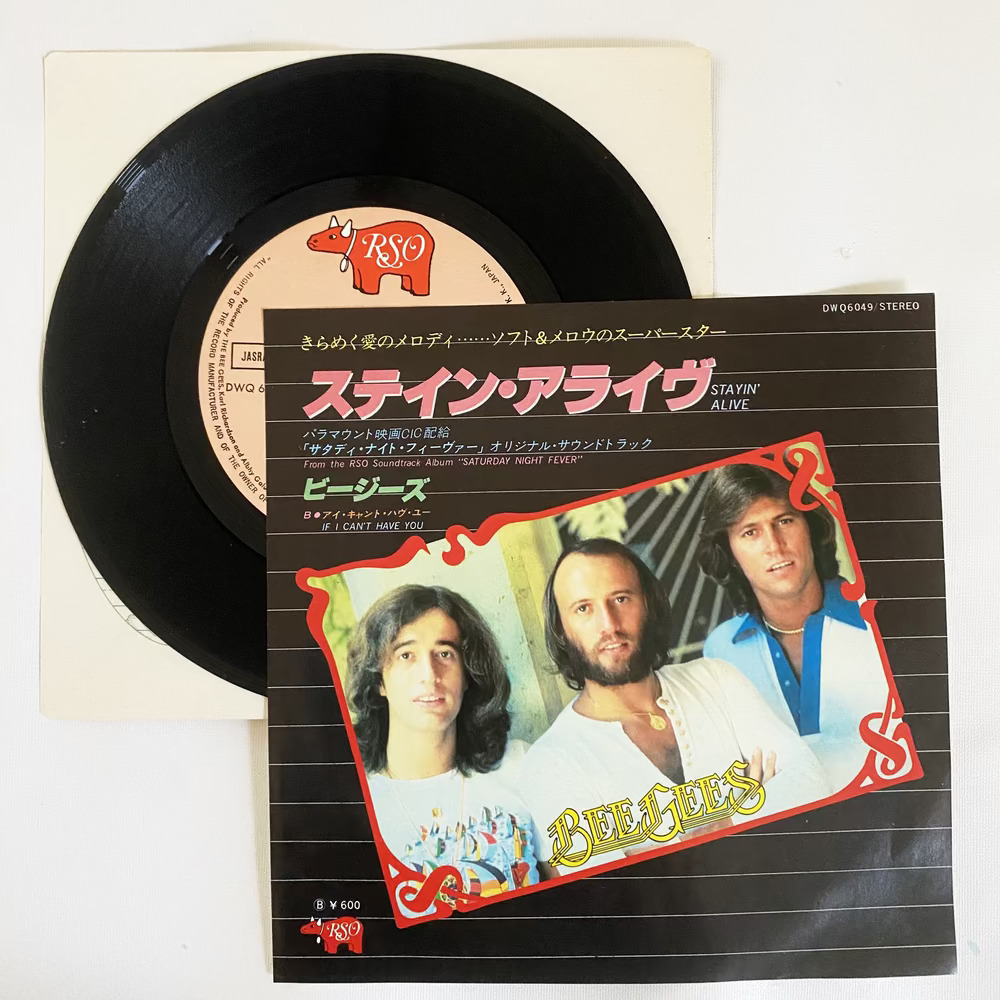 RSO
K.K., JAPAN
"ALL RIGHTS OF THE RECORD MANUFACTURER AND OF THE OWNER OF
Produced by THE BEE GEES, Karl Richardson and Albhy
JASRA
DWQ 6
DWQ6049/STEREO
きらめく愛のメロディ……ソフト&メロウのスーパースター
ステイン・アライヴ
STAYIN'
ALIVE
パラマウント映画CIC配給
「サタディ・ナイト・フィーヴァー」オリジナル・サウンドトラック
From the RSO Soundtrack Album "SATURDAY NIGHT FEVER"
ビージーズ
B●アイ・キャント・ハヴ・ユー
IF I CAN'T HAVE YOU
BEE GEES
Ⓑ ¥600
RSO